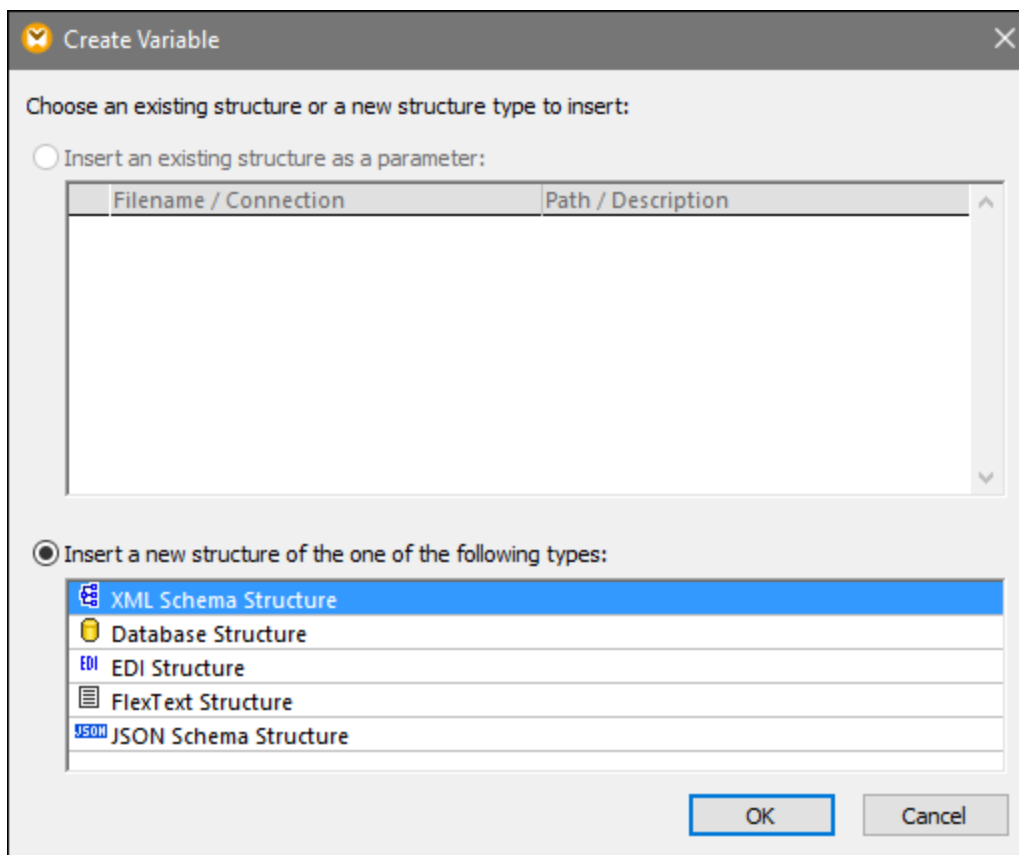 Create Variable
Choose an existing structure or a new structure type to insert:
Insert an existing structure as a parameter:
Filename / Connection Path / Description
Insert a new structure of the one of the following types:
XML Schema Structure
Database Structure
EDI EDI Structure
FlexText Structure
JSON JSON Schema Structure
OK Cancel